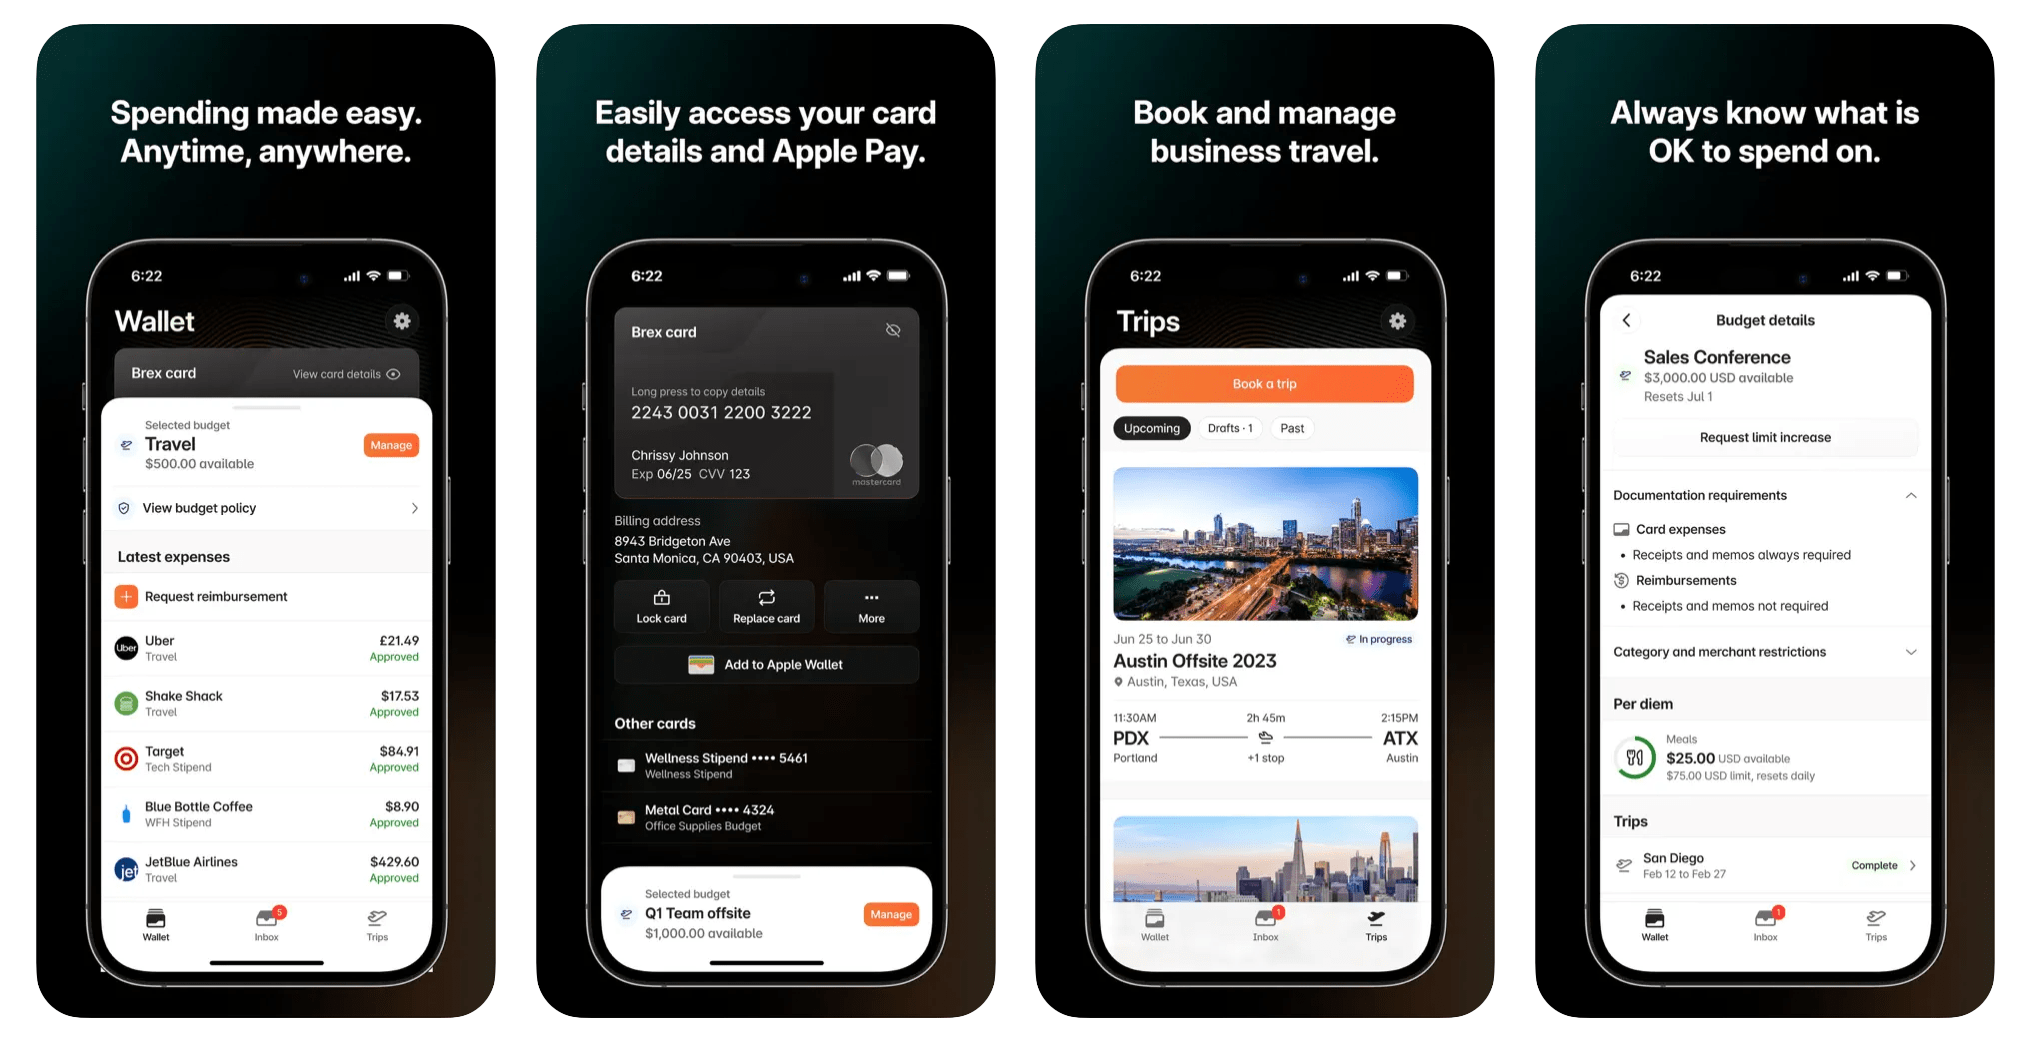 Spending made easy.
Anytime, anywhere.
6:22
Wallet
Brex card
View card details
Selected budget
Travel
$500.00 available
Manage
View budget policy
Latest expenses
Request reimbursement
Uber
Uber
Travel
£21.49
Approved
Shake Shack
Travel
$17.53
Approved
Target
Tech Stipend
$84.91
Approved
Blue Bottle Coffee
WFH Stipend
$8.90
Approved
jet
JetBlue Airlines
Travel
$429.60
Approved
Wallet
5
Inbox
Trips
Easily access your card
details and Apple Pay.
6:22
Brex card
Long press to copy details
2243 0031 2200 3222
Chrissy Johnson
Exp 06/25 CVV 123
mastercard
Billing address
8943 Bridgeton Ave
Santa Monica, CA 90403, USA
Lock card
Replace card
More
Add to Apple Wallet
Other cards
Wellness Stipend •••• 5461
Wellness Stipend
Metal Card •••• 4324
Office Supplies Budget
Selected budget
Q1 Team offsite
$1,000.00 available
Manage
Book and manage
business travel.
6:22
Trips
Book a trip
Upcoming
Drafts · 1
Past
Jun 25 to Jun 30
In progress
Austin Offsite 2023
Austin, Texas, USA
11:30AM
2h 45m
2:15PM
PDX
ATX
Portland
+1 stop
Austin
Wallet
1
Inbox
Trips
Always know what is
OK to spend on.
6:22
Budget details
Sales Conference
$3,000.00 USD available
Resets Jul 1
Request limit increase
Documentation requirements
Card expenses
• Receipts and memos always required
Reimbursements
• Receipts and memos not required
Category and merchant restrictions
Per diem
Meals
$25.00 USD available
$75.00 USD limit, resets daily
Trips
San Diego
Feb 12 to Feb 27
Complete
Wallet
1
Inbox
Trips